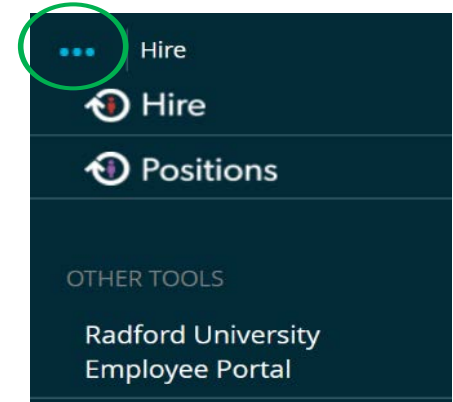 Hire
Hire
Positions
OTHER TOOLS
Radford University
Employee Portal